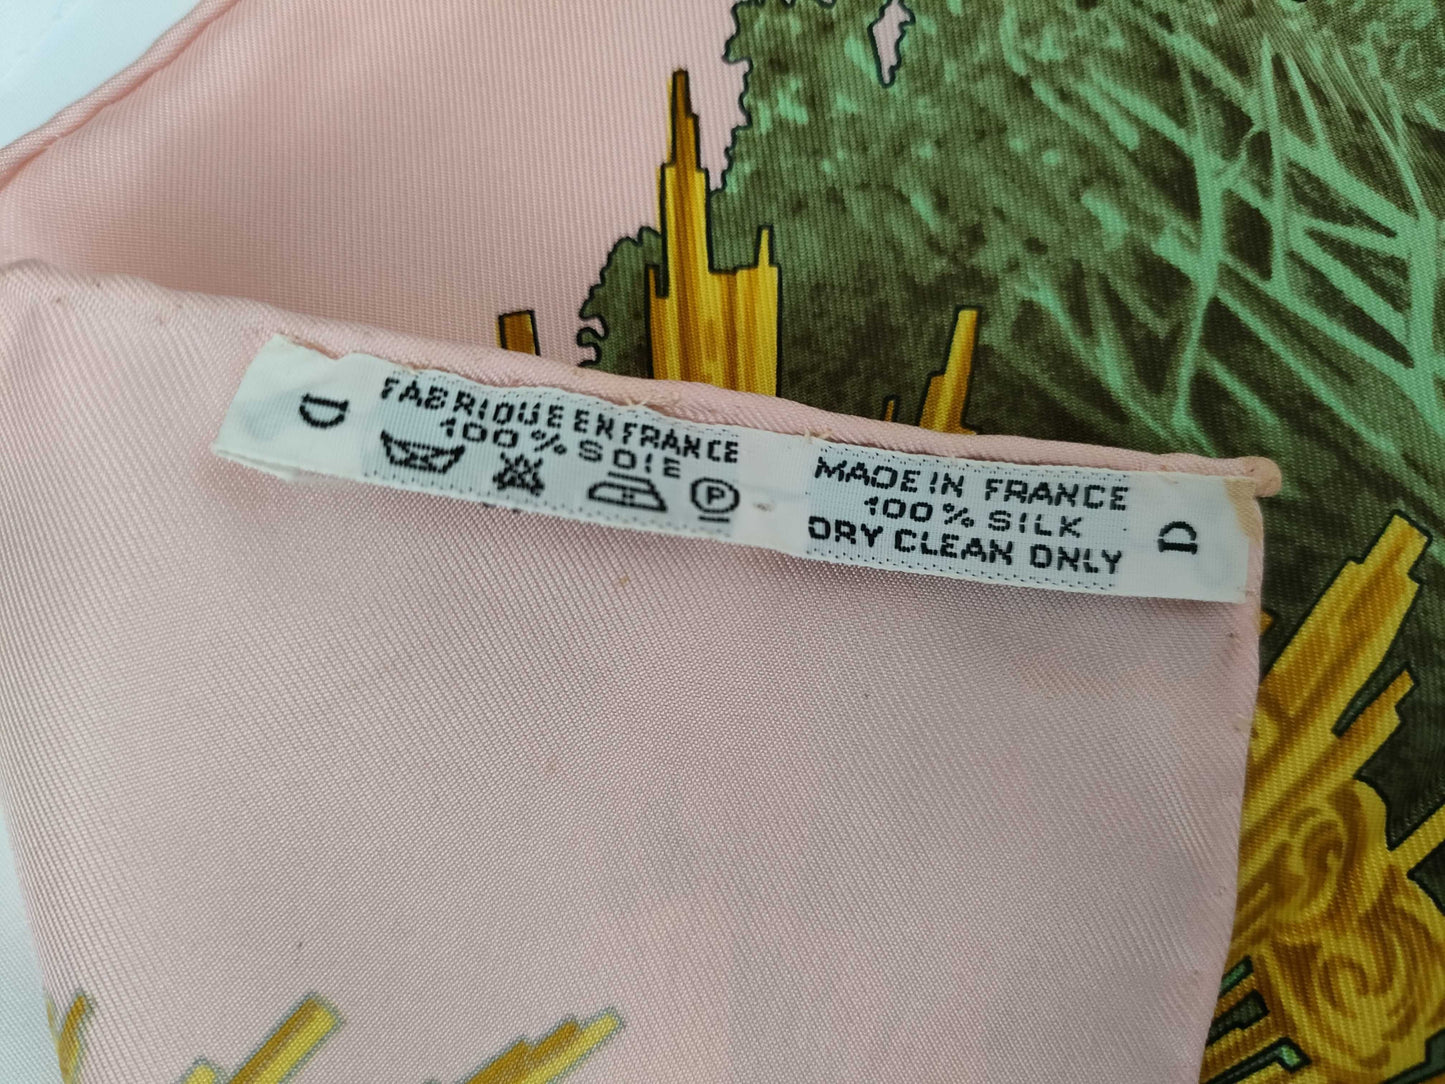 D
FABRIQUE EN FRANCE
100 % SOIE
P
MADE IN FRANCE
100 % SILK
DRY CLEAN ONLY
D